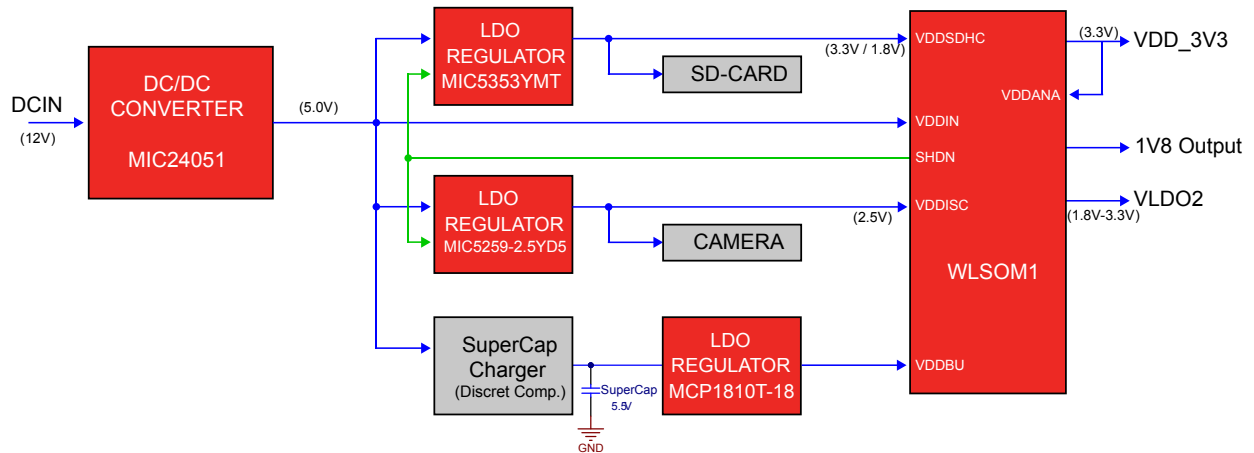 DCIN
(12V)
DC/DC
CONVERTER
MIC24051
(5.0V)
LDO
REGULATOR
MIC5353YMT
(3.3V / 1.8V)
SD-CARD
LDO
REGULATOR
MIC5259-2.5YD5
(2.5V)
CAMERA
SuperCap
Charger
(Discret Comp.)
SuperCap
5.5V
GND
LDO
REGULATOR
MCP1810T-18
VDDSDHC
VDDANA
VDDIN
SHDN
VDDISC
WLSOM1
VDDBU
(3.3V)
VDD_3V3
1V8 Output
VLDO2
(1.8V-3.3V)